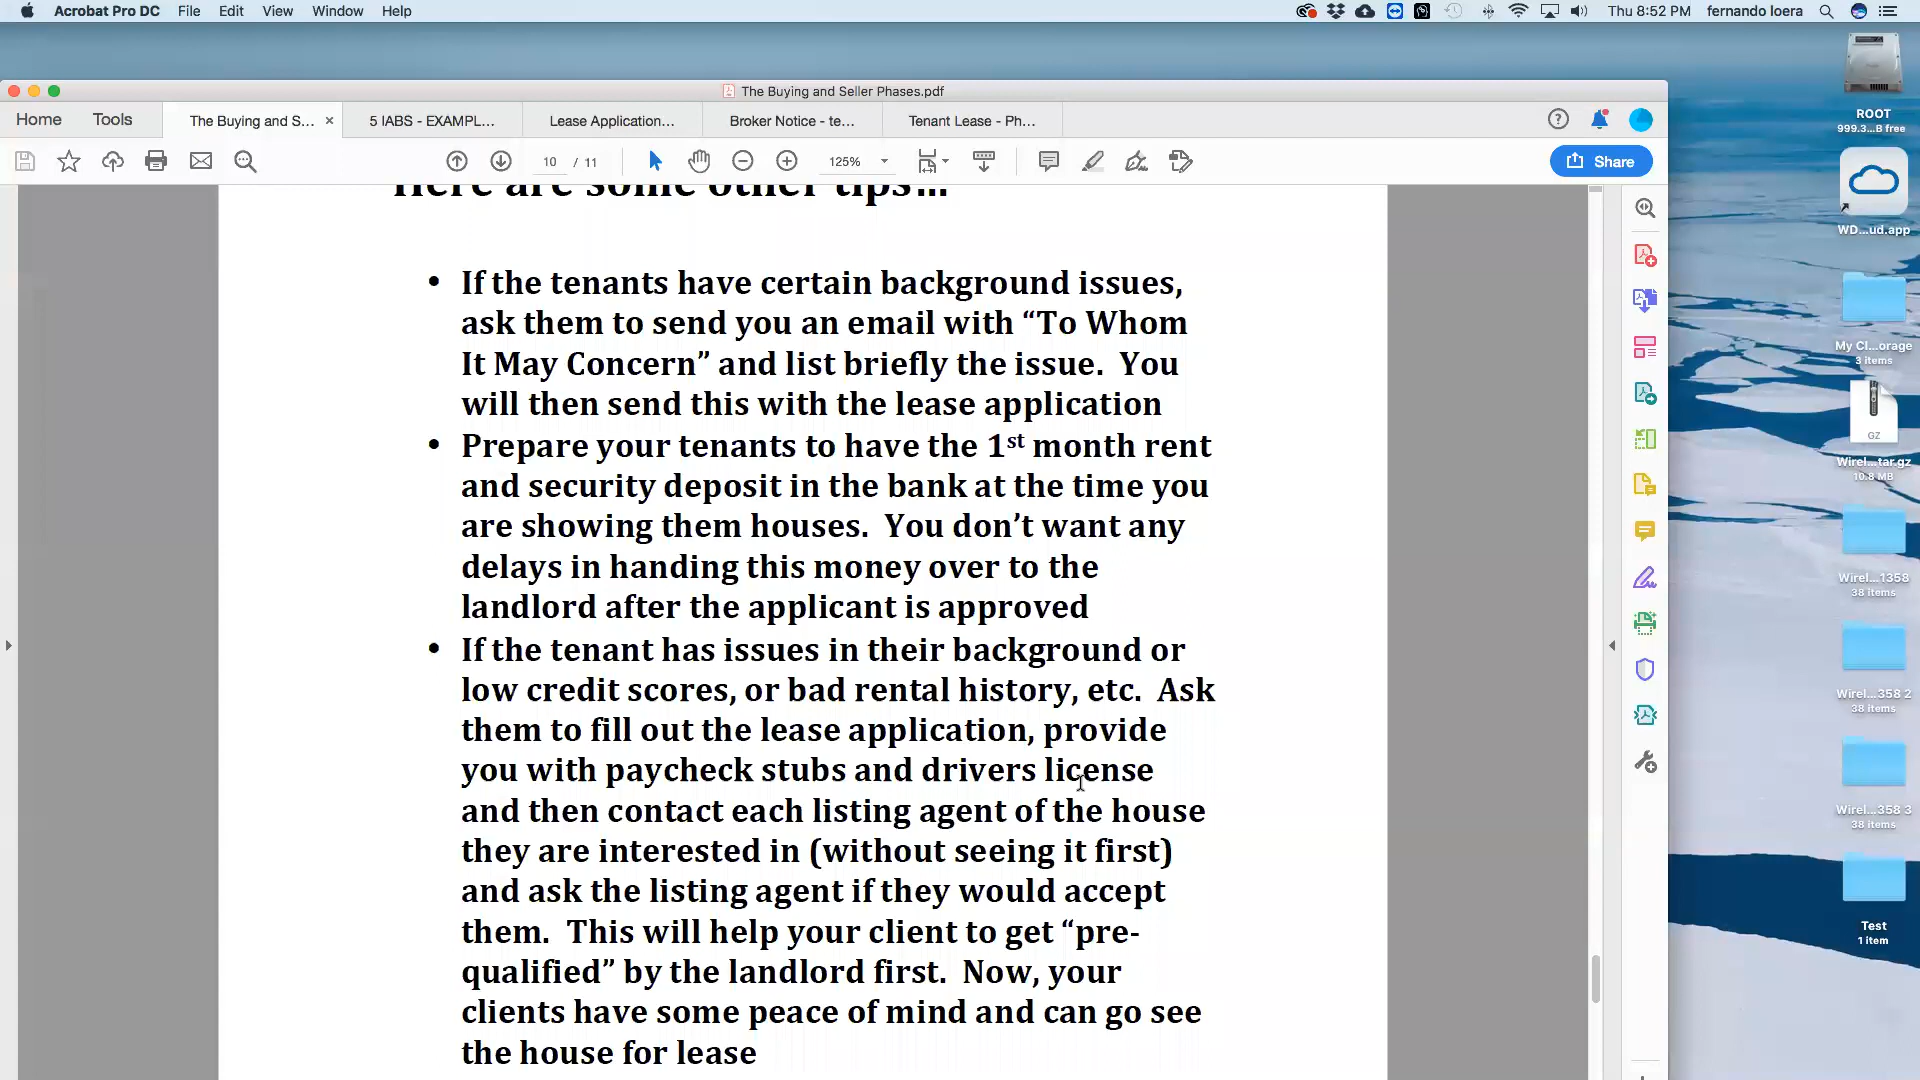 Acrobat Pro DC File Edit View Window Help Thu 8:52 PM fernando loera
The Buying and Seller Phases.pdf
Home Tools The Buying and S... × 5 IABS - EXAMPL... Lease Application... Broker Notice - te... Tenant Lease - Ph...
10 / 11 125% Share
Here are some other tips...
• If the tenants have certain background issues,
ask them to send you an email with “To Whom
It May Concern” and list briefly the issue. You
will then send this with the lease application
• Prepare your tenants to have the 1st month rent
and security deposit in the bank at the time you
are showing them houses. You don’t want any
delays in handing this money over to the
landlord after the applicant is approved
• If the tenant has issues in their background or
low credit scores, or bad rental history, etc. Ask
them to fill out the lease application, provide
you with paycheck stubs and drivers license
and then contact each listing agent of the house
they are interested in (without seeing it first)
and ask the listing agent if they would accept
them. This will help your client to get “pre-
qualified” by the landlord first. Now, your
clients have some peace of mind and can go see
the house for lease
ROOT
999.3...B free
WD...ud.app
My Cl...orage
3 items
GZ
Wirel...tar.gz
10.8 MB
Wirel...1358
38 items
Wirel...358 2
38 items
Wirel...358 3
38 items
Test
1 item